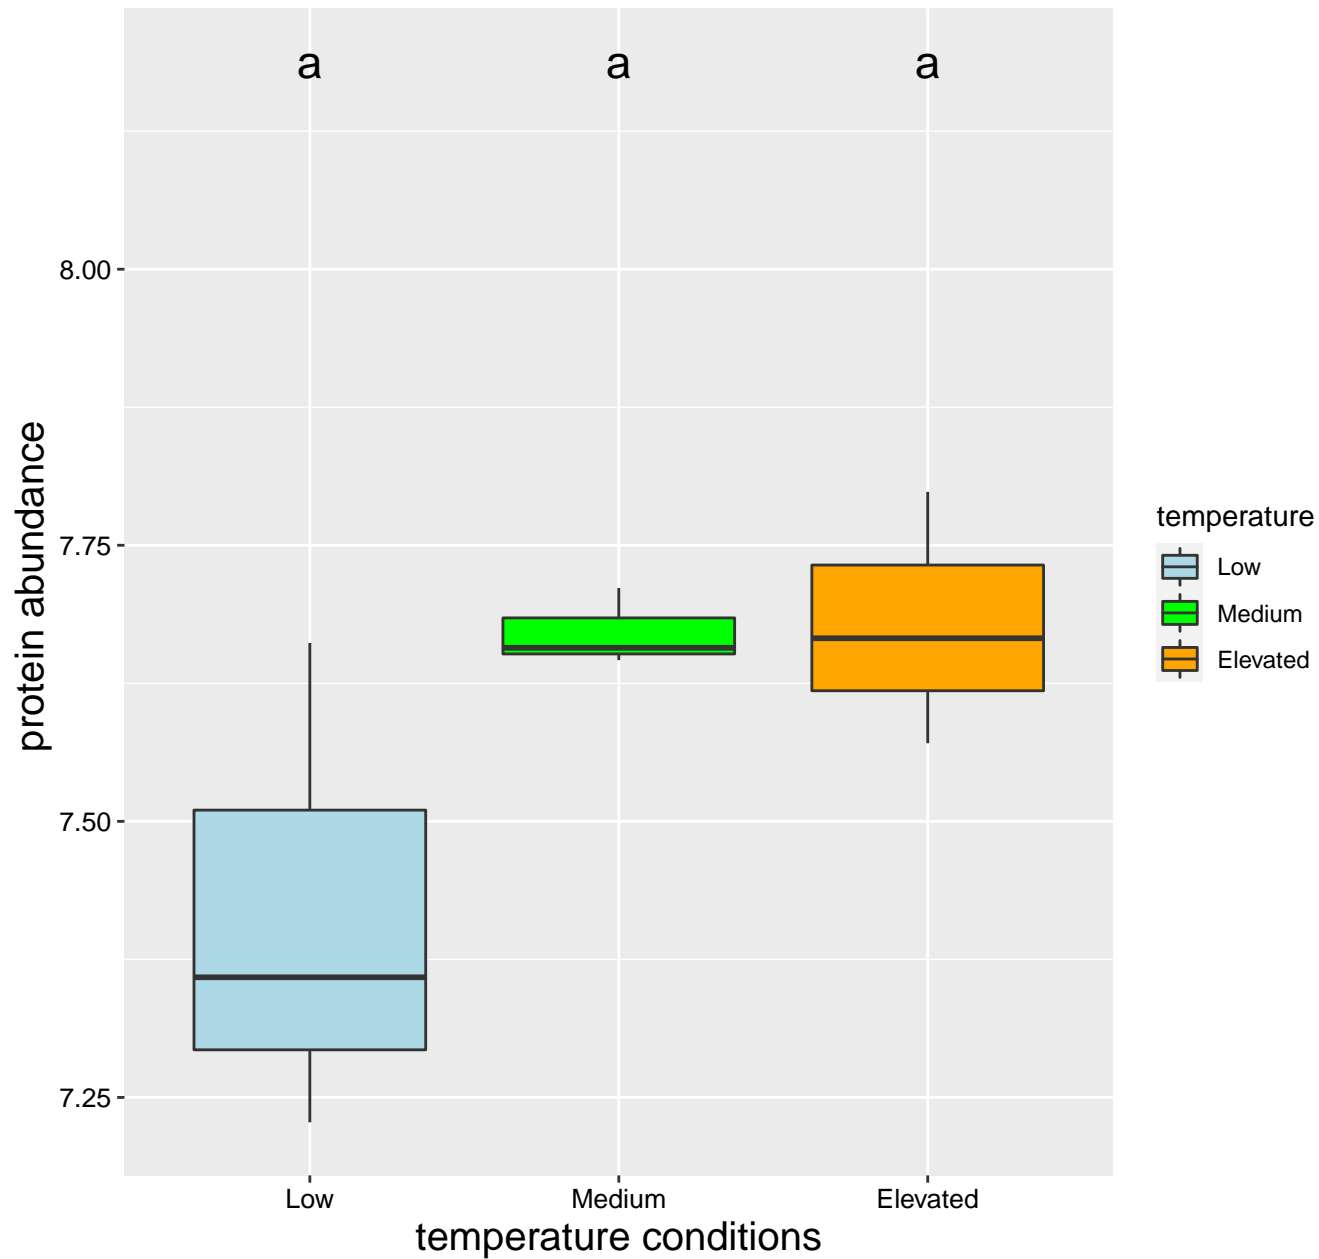 a a a
protein abundance
8.00
7.75
7.50
7.25
Low Medium Elevated
temperature conditions
temperature
Low
Medium
Elevated